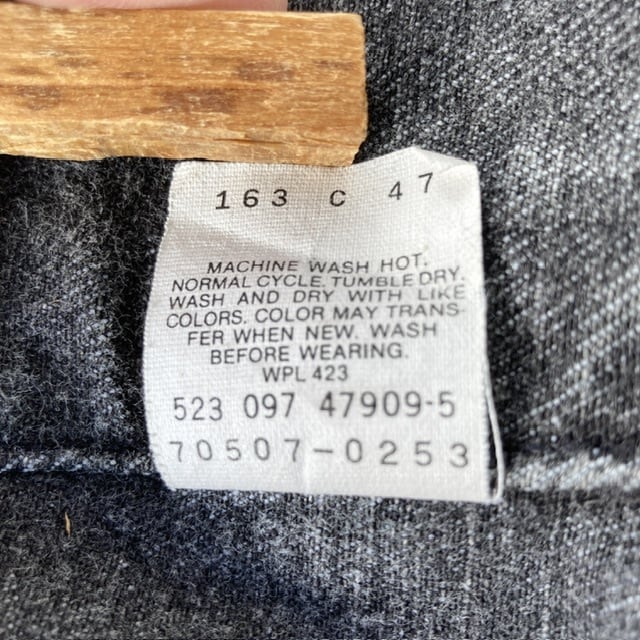 163 C 47
MACHINE WASH HOT.
NORMAL CYCLE. TUMBLE DRY.
WASH AND DRY WITH LIKE
COLORS. COLOR MAY TRANS-
FER WHEN NEW. WASH
BEFORE WEARING.
WPL 423
523 097 47909-5
70507-0253